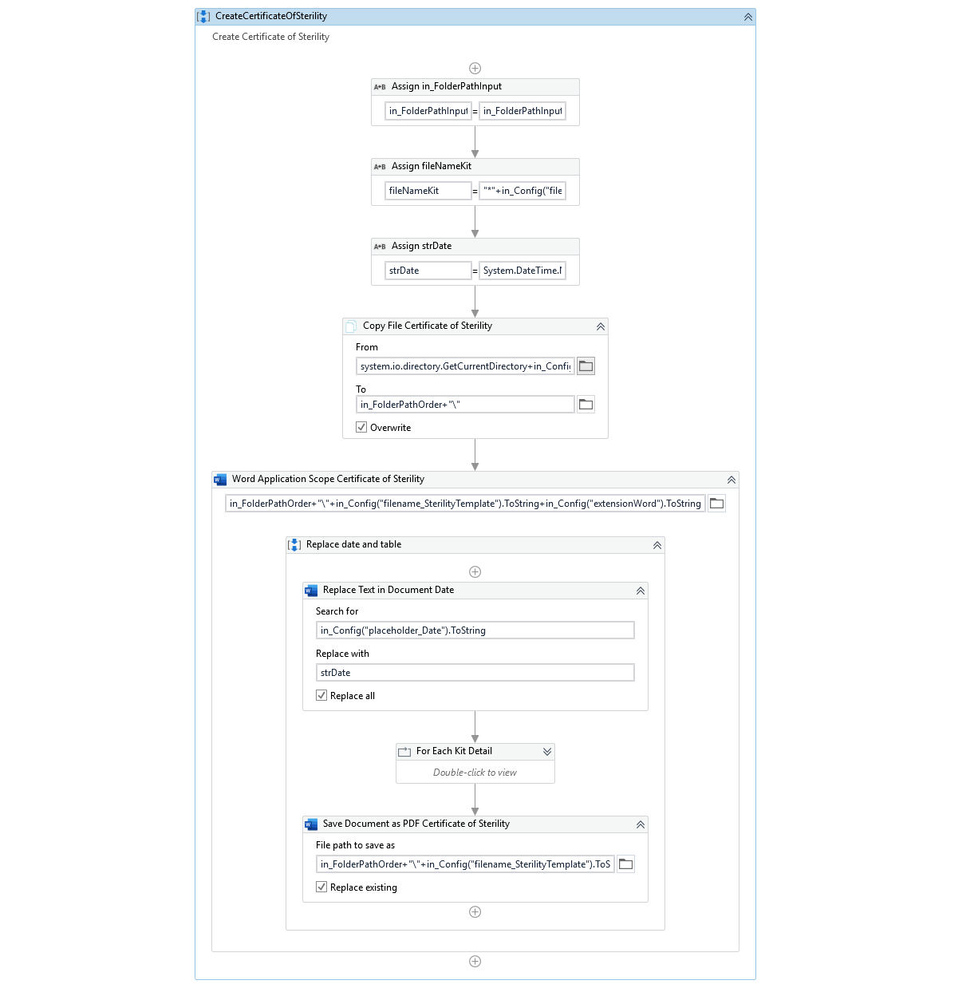 CreateCertificateOfSterility
Create Certificate of Sterility
A+B Assign in_FolderPathInput
in_FolderPathInput = in_FolderPathInput
A+B Assign fileNameKit
fileNameKit = "*"+in_Config("file
A+B Assign strDate
strDate = System.DateTime.
Copy File Certificate of Sterility
From
system.io.directory.GetCurrentDirectory+in_Config
To
in_FolderPathOrder+"\"
Overwrite
Word Application Scope Certificate of Sterility
in_FolderPathOrder+"\"+in_Config("filename_SterilityTemplate").ToString+in_Config("extensionWord").ToString
Replace date and table
Replace Text in Document Date
Search for
in_Config("placeholder_Date").ToString
Replace with
strDate
Replace all
For Each Kit Detail
Double-click to view
Save Document as PDF Certificate of Sterility
File path to save as
in_FolderPathOrder+"\"+in_Config("filename_SterilityTemplate").ToS
Replace existing